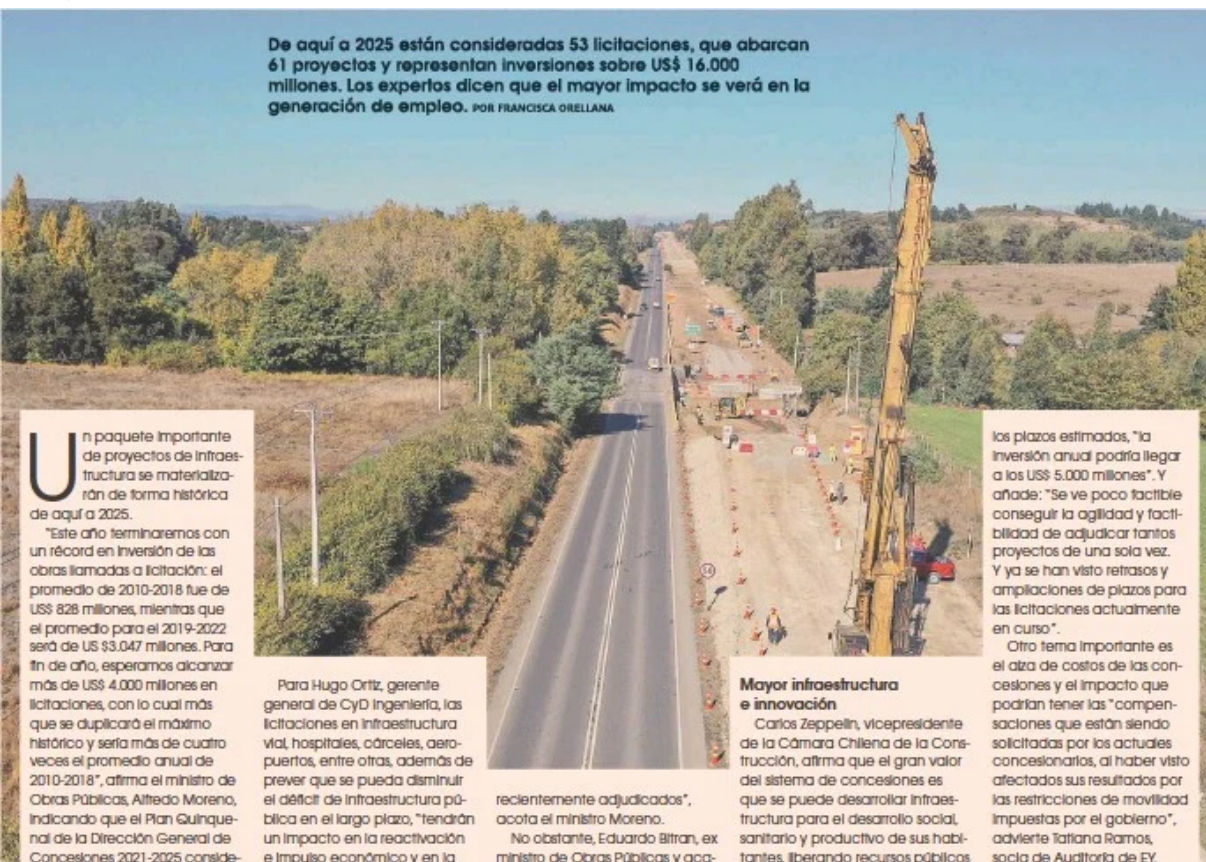 De aquí a 2025 están consideradas 53 licitaciones, que abarcan
61 proyectos y representan inversiones sobre US$ 16.000
millones. Los expertos dicen que el mayor impacto se verá en la
generación de empleo. POR FRANCISCA ORELLANA
Un paquete importante
de proyectos de infraes-
tructura se materializa-
rán de forma histórica
de aquí a 2025.
"Este año terminaremos con
un récord en inversión de las
obras llamadas a licitación: el
promedio de 2010-2018 fue de
US$ 828 millones, mientras que
el promedio para el 2019-2022
será de US $3.047 millones. Para
fin de año, esperamos alcanzar
más de US$ 4.000 millones en
licitaciones, con lo cual más
que se duplicará el máximo
histórico y sería más de cuatro
veces el promedio anual de
2010-2018", afirma el ministro de
Obras Públicas, Alfredo Moreno,
indicando que el Plan Quinque-
nal de la Dirección General de
Concesiones 2021-2025 conside-
Para Hugo Ortiz, gerente
general de CyD Ingeniería, las
licitaciones en infraestructura
vial, hospitales, cárceles, aero-
puertos, entre otras, además de
prever que se pueda disminuir
el déficit de infraestructura pú-
blica en el largo plazo, "tendrán
un impacto en la reactivación
e impulso económico y en la
recientemente adjudicados",
acota el ministro Moreno.
No obstante, Eduardo Bitran, ex
ministro de Obras Públicas y aca-
Mayor infraestructura
e innovación
Carlos Zeppelin, vicepresidente
de la Cámara Chilena de la Cons-
trucción, afirma que el gran valor
del sistema de concesiones es
que se puede desarrollar infraes-
tructura para el desarrollo social,
sanitario y productivo de sus habi-
tantes, liberando recursos públicos
los plazos estimados, "la
inversión anual podría llegar
a los US$ 5.000 millones". Y
añade: "Se ve poco factible
conseguir la agilidad y facti-
bilidad de adjudicar tantos
proyectos de una sola vez.
Y ya se han visto retrasos y
ampliaciones de plazos para
las licitaciones actualmente
en curso".
Otro tema importante es
el alza de costos de las con-
cesiones y el impacto que
podrían tener las "compen-
saciones que están siendo
solicitadas por los actuales
concesionarios, al haber visto
afectados sus resultados por
las restricciones de movilidad
impuestas por el gobierno",
advierte Tatiana Ramos,
socia de Auditoría de EY